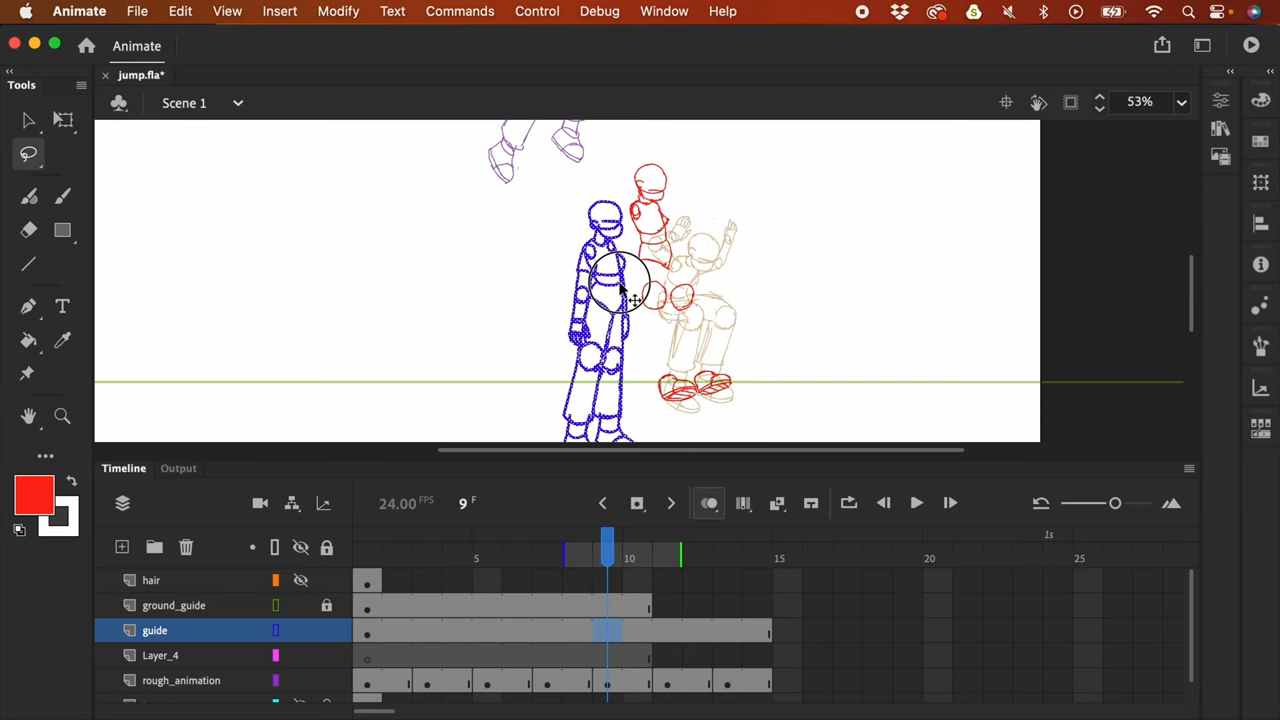 Animate File Edit View Insert Modify Text Commands Control Debug Window Help
Animate
jump.fla*
Tools
Scene 1
53%
Timeline Output
24.00 FPS 9 F
1s
5 10 15 20 25
hair
ground_guide
guide
Layer_4
rough_animation